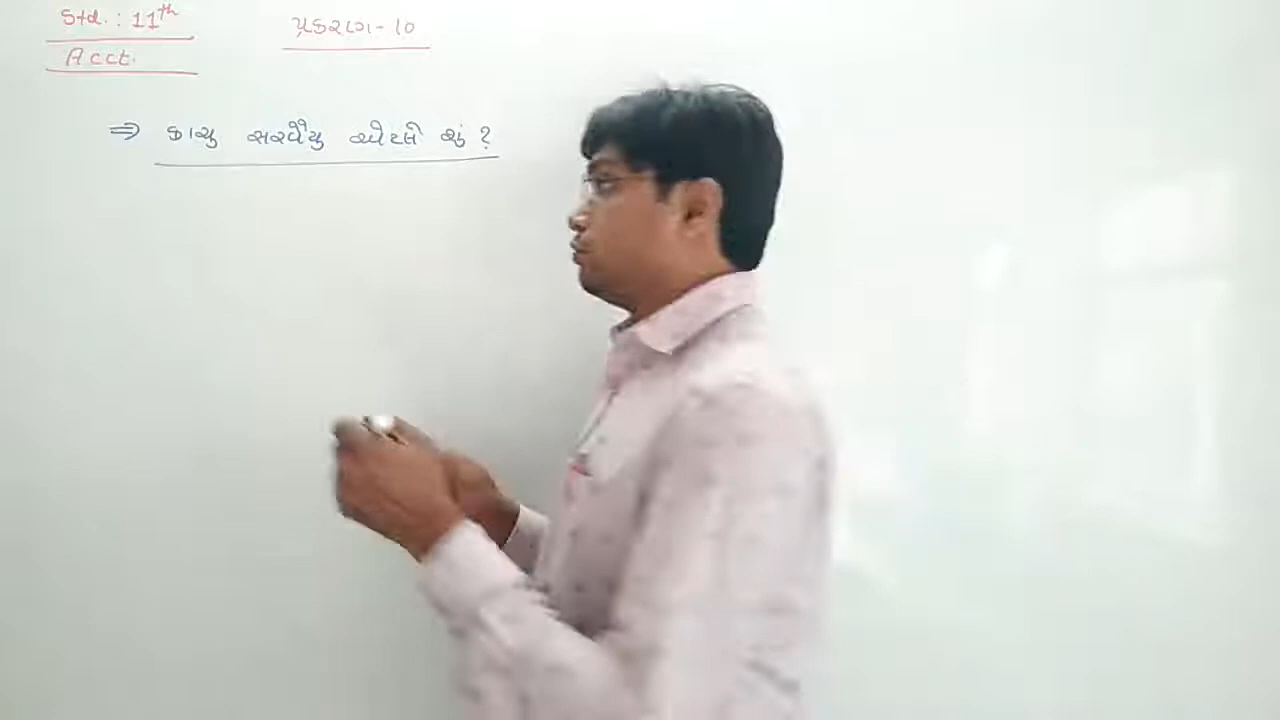 Std. : 11th
Acct.
પ્રકરણ - 10
⇒ કાચુ સરવૈયુ એટલે શું ?